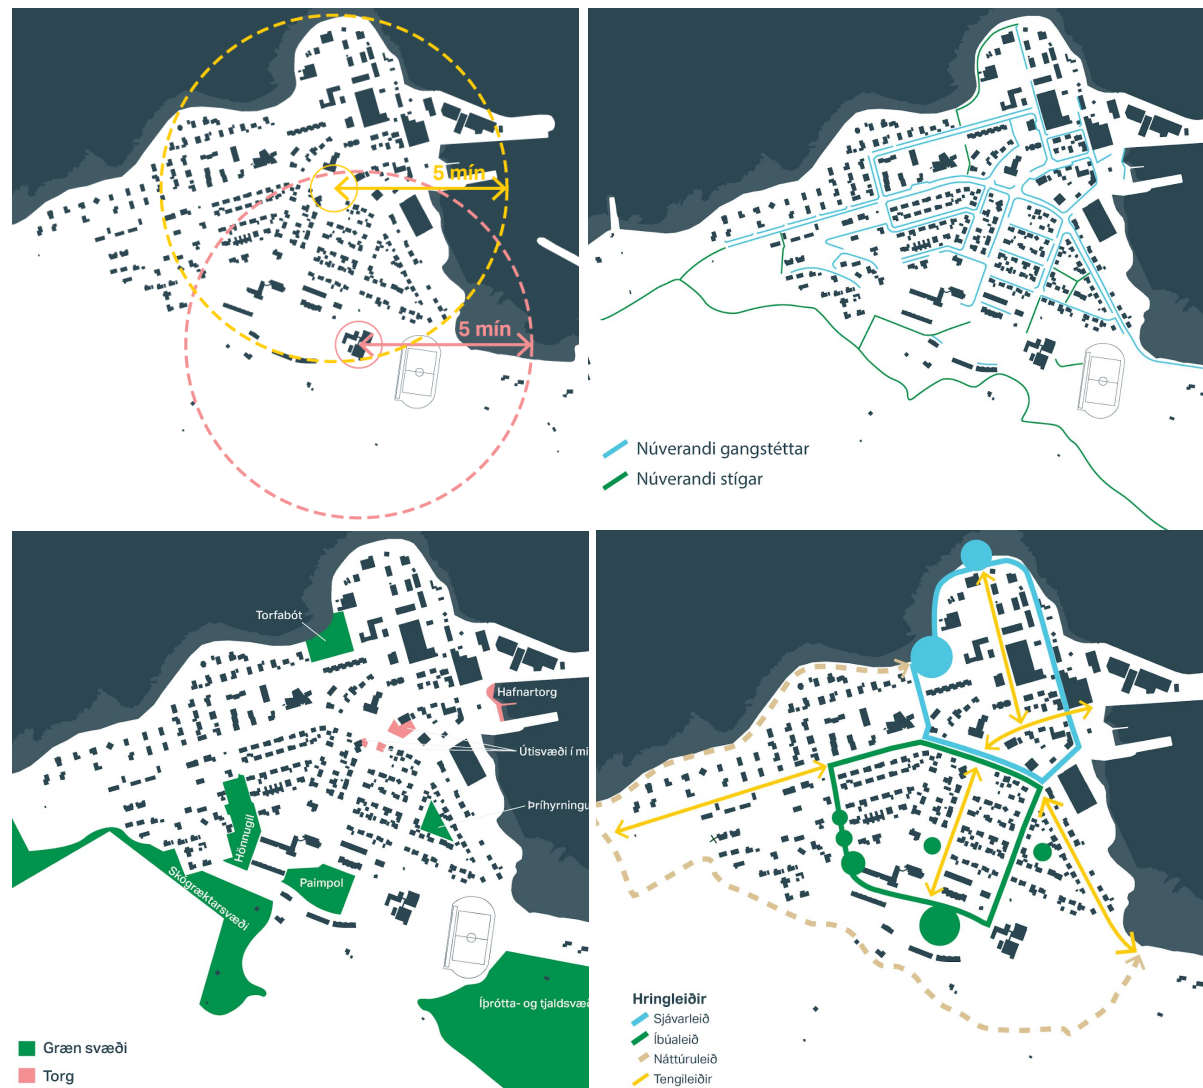 5 mín
5 mín
Núverandi gangstéttar
Núverandi stígar
Torfabót
Hafnartorg
Útisvæði í mi
Þríhyrningu
Hönnugil
Paimpol
Skógræktarsvæði
Íþrótta- og tjaldsvæð
Græn svæði
Torg
Hringleiðir
Sjávarleið
Íbúaleið
Náttúruleið
Tengileiðir